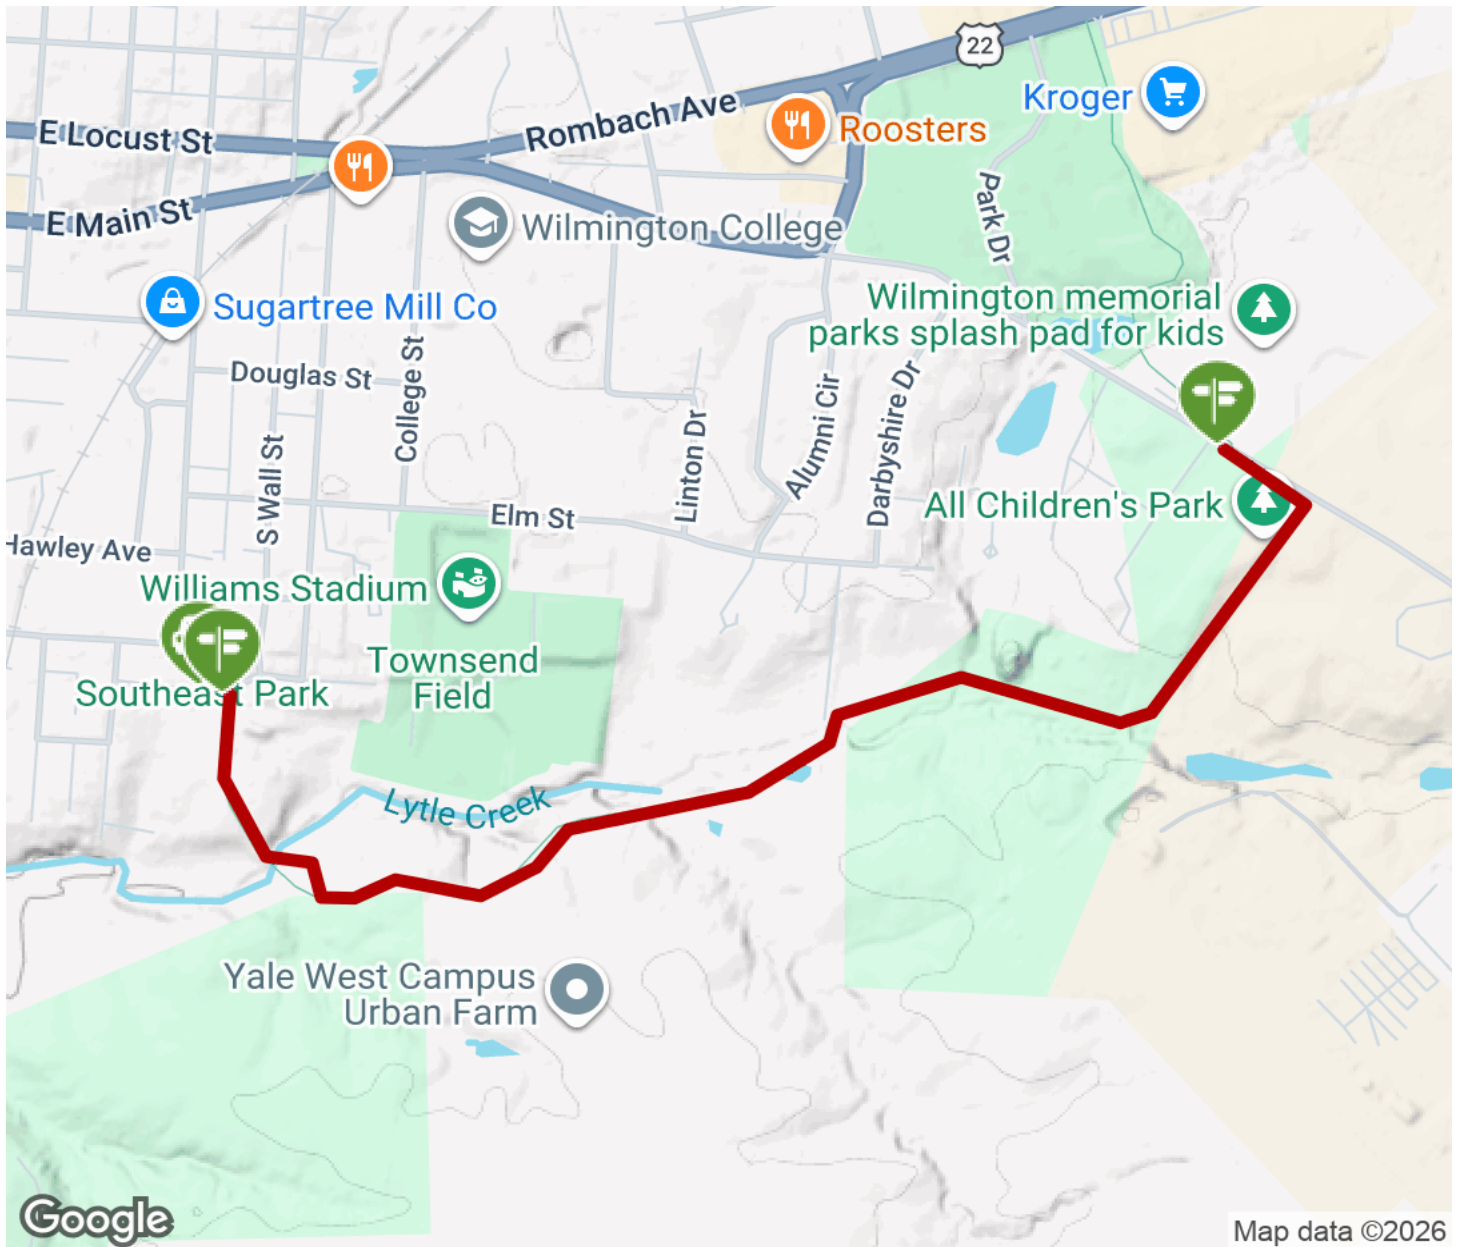 22
Kroger
Rombach Ave
Roosters
E Locust St
E Main St
Park Dr
Wilmington College
Wilmington memorial
parks splash pad for kids
Sugartree Mill Co
Douglas St
College St
Alumni Cir
Darbyshire Dr
Linton Dr
S Wall St
All Children's Park
Elm St
Hawley Ave
Williams Stadium
Townsend
Field
Southeast Park
Lytle Creek
Yale West Campus
Urban Farm
Google
Map data ©2026